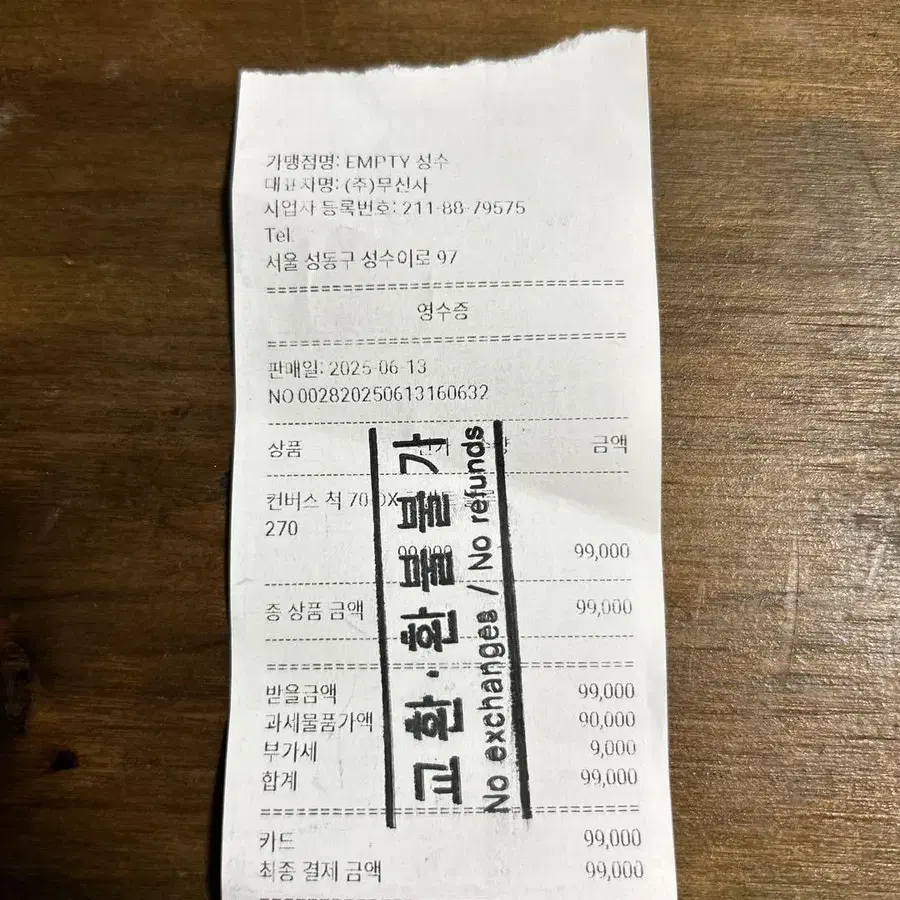 가맹점명: EMPTY 성수
대표자명: (주)무신사
사업자 등록번호: 211-88-79575
Tel
서울 성동구 성수이로 97
영수증
판매일: 2025-06-13
NO 002820250613160632
상품 금액
컨버스 척 70
270
99,000 99,000
총 상품 금액 99,000
받을금액 99,000
과세물품가액 90,000
부가세 9,000
합계 99,000
카드 99,000
최종 결제 금액 99,000
교환·환불불가
No exchanges / No refunds